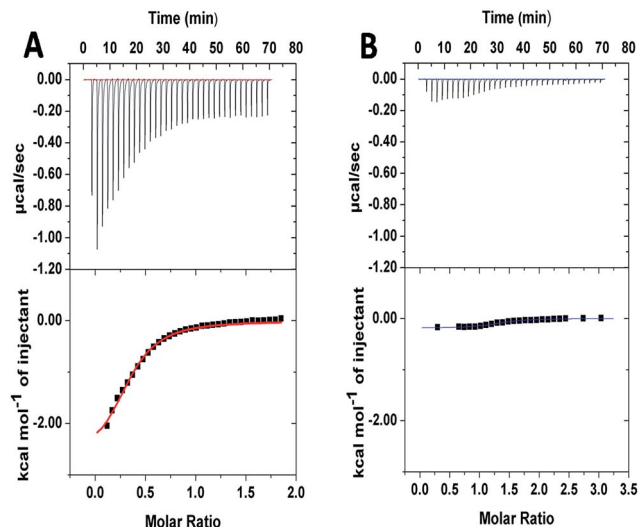 A
Time (min)
0 10 20 30 40 50 60 70 80
0.00
-0.20
-0.40
-0.60
-0.80
-1.00
-1.20
µcal/sec
0.00
-2.00
kcal mol⁻¹ of injectant
0.0 0.5 1.0 1.5 2.0
Molar Ratio
B
Time (min)
0 10 20 30 40 50 60 70 80
0.00
-0.20
-0.40
-0.60
-0.80
-1.00
-1.20
µcal/sec
0.00
-2.00
kcal mol⁻¹ of injectant
0.0 0.5 1.0 1.5 2.0 2.5 3.0 3.5
Molar Ratio